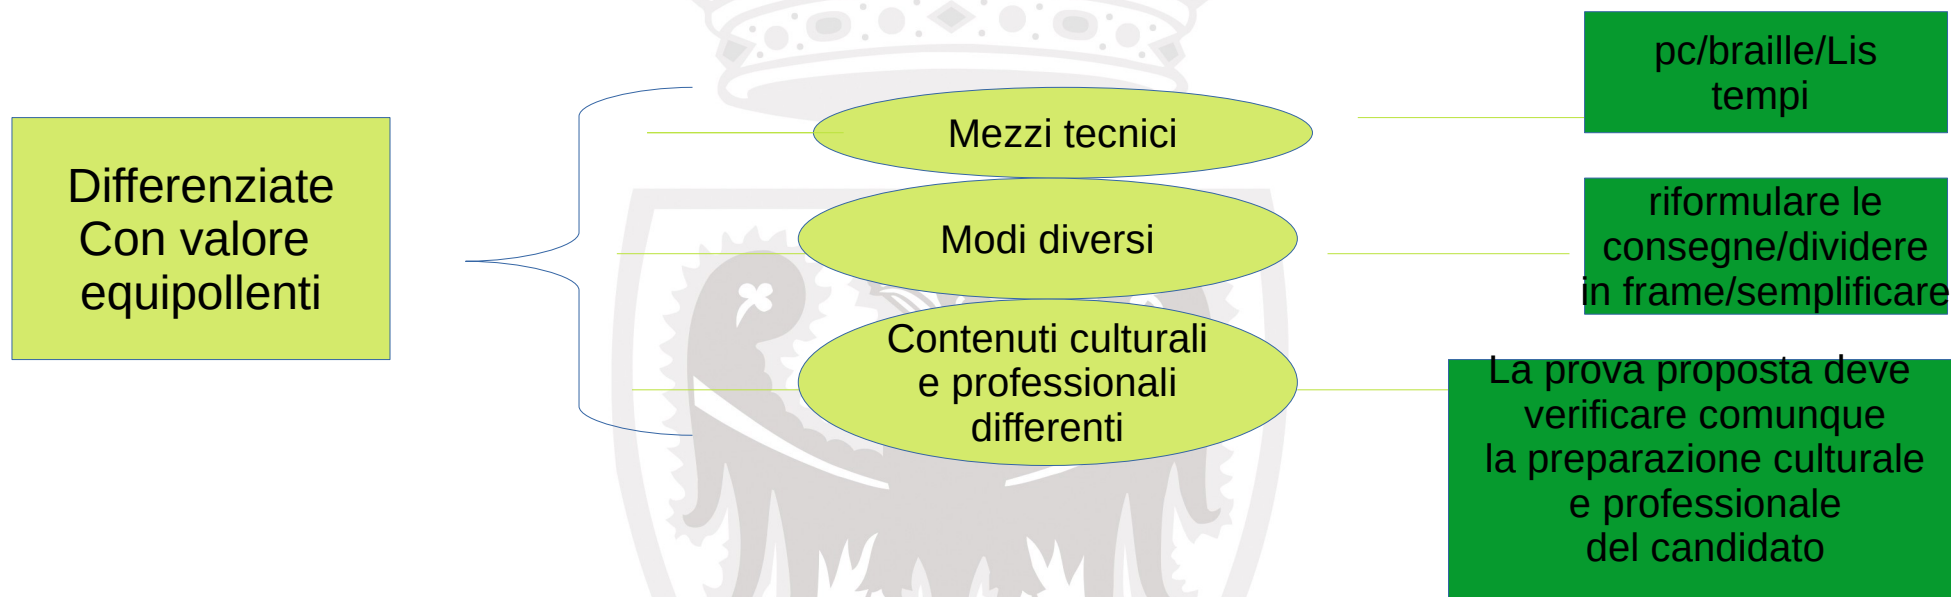 Differenziate
Con valore
equipollenti
Mezzi tecnici
Modi diversi
Contenuti culturali
e professionali
differenti
pc/braille/Lis
tempi
riformulare le
consegne/dividere
in frame/semplificare
La prova proposta deve
verificare comunque
la preparazione culturale
e professionale
del candidato